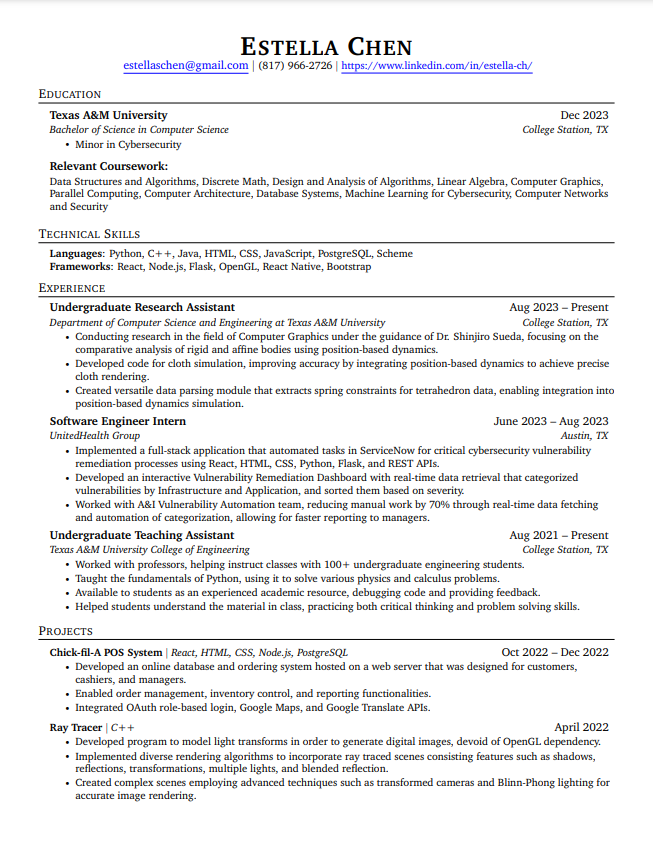 ESTELLA CHEN
estellaschen@gmail.com | (817) 966-2726 | https://www.linkedin.com/in/estella-ch/
EDUCATION
Texas A&M University Dec 2023
Bachelor of Science in Computer Science College Station, TX
• Minor in Cybersecurity
Relevant Coursework:
Data Structures and Algorithms, Discrete Math, Design and Analysis of Algorithms, Linear Algebra, Computer Graphics,
Parallel Computing, Computer Architecture, Database Systems, Machine Learning for Cybersecurity, Computer Networks
and Security
TECHNICAL SKILLS
Languages: Python, C++, Java, HTML, CSS, JavaScript, PostgreSQL, Scheme
Frameworks: React, Node.js, Flask, OpenGL, React Native, Bootstrap
EXPERIENCE
Undergraduate Research Assistant Aug 2023 – Present
Department of Computer Science and Engineering at Texas A&M University College Station, TX
• Conducting research in the field of Computer Graphics under the guidance of Dr. Shinjiro Sueda, focusing on the
comparative analysis of rigid and affine bodies using position-based dynamics.
• Developed code for cloth simulation, improving accuracy by integrating position-based dynamics to achieve precise
cloth rendering.
• Created versatile data parsing module that extracts spring constraints for tetrahedron data, enabling integration into
position-based dynamics simulation.
Software Engineer Intern June 2023 – Aug 2023
UnitedHealth Group Austin, TX
• Implemented a full-stack application that automated tasks in ServiceNow for critical cybersecurity vulnerability
remediation processes using React, HTML, CSS, Python, Flask, and REST APIs.
• Developed an interactive Vulnerability Remediation Dashboard with real-time data retrieval that categorized
vulnerabilities by Infrastructure and Application, and sorted them based on severity.
• Worked with A&I Vulnerability Automation team, reducing manual work by 70% through real-time data fetching
and automation of categorization, allowing for faster reporting to managers.
Undergraduate Teaching Assistant Aug 2021 – Present
Texas A&M University College of Engineering College Station, TX
• Worked with professors, helping instruct classes with 100+ undergraduate engineering students.
• Taught the fundamentals of Python, using it to solve various physics and calculus problems.
• Available to students as an experienced academic resource, debugging code and providing feedback.
• Helped students understand the material in class, practicing both critical thinking and problem solving skills.
PROJECTS
Chick-fil-A POS System | React, HTML, CSS, Node.js, PostgreSQL Oct 2022 – Dec 2022
• Developed an online database and ordering system hosted on a web server that was designed for customers,
cashiers, and managers.
• Enabled order management, inventory control, and reporting functionalities.
• Integrated OAuth role-based login, Google Maps, and Google Translate APIs.
Ray Tracer | C++ April 2022
• Developed program to model light transforms in order to generate digital images, devoid of OpenGL dependency.
• Implemented diverse rendering algorithms to incorporate ray traced scenes consisting features such as shadows,
reflections, transformations, multiple lights, and blended reflection.
• Created complex scenes employing advanced techniques such as transformed cameras and Blinn-Phong lighting for
accurate image rendering.